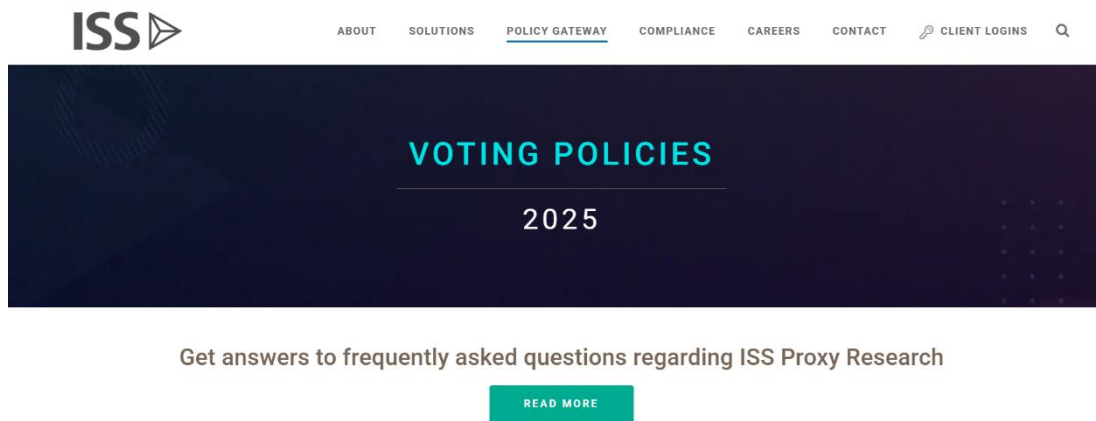 ISS
ABOUT SOLUTIONS POLICY GATEWAY COMPLIANCE CAREERS CONTACT CLIENT LOGINS
VOTING POLICIES
2025
Get answers to frequently asked questions regarding ISS Proxy Research
READ MORE